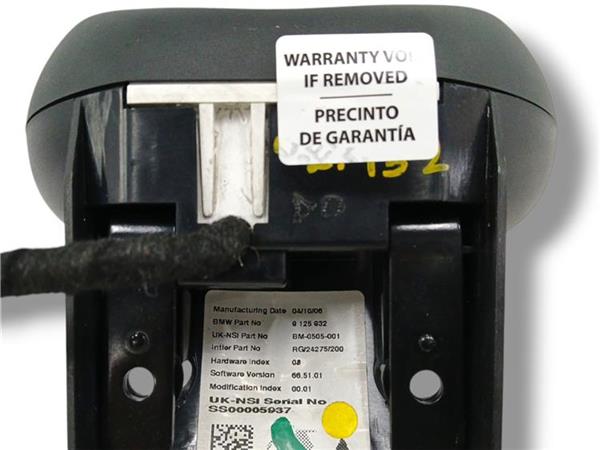 WARRANTY VOI
IF REMOVED
PRECINTO
DE GARANTÍA
Manufacturing Date 04/10/06
BMW Part No 9 125 932
UK-NSI Part BM-0505-001
Intier Part No RG/24275/200
Hardware Index 08
Software Version 66.51.01
Modification Index 00.01
UK-NSI Serial No
SS00005937